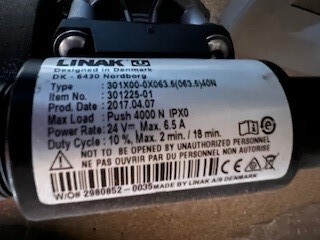 LINAK
Designed in Denmark
DK - 6430 Nordborg
Type : 301X00-0X063.5(063.5)40N
Item No. : 301225-01
Prod. Date : 2017.04.07
Max Load : Push 4000 N IPX0
Power Rate : 24 V⎓ Max. 6.5 A
Duty Cycle : 10 %, Max. 2 min. / 18 min.
NOT TO BE OPENED BY UNAUTHORIZED PERSONNEL
NE PAS OUVRIR PAR DU PERSONNEL NON AUTORISE
W/O# 2980852-0035 MADE BY LINAK A/S DENMARK